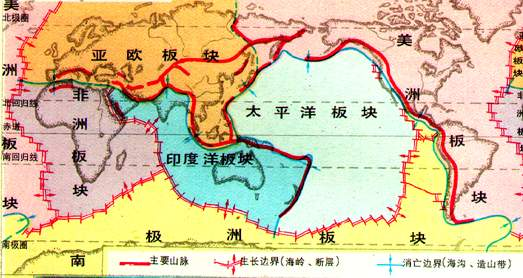 美
北极圈
洲
北回归线
赤道
板
南回归线
块
南极圈
亚欧板块
非
洲
板
块
印度洋板块
太平洋板块
美
洲
板
块
南极洲板块
主要山脉
生长边界(海岭、断层)
消亡边界(海沟、造山带)